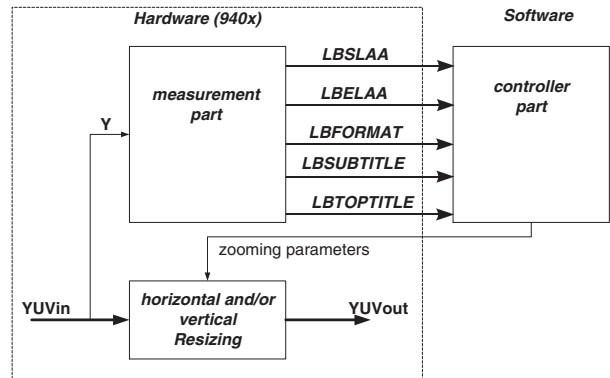 Hardware (940x)
Software
LBSLAA
measurement
part
controller
part
LBELAA
Y
LBFORMAT
LBSUBTITLE
LBTOPTITLE
zooming parameters
YUVin
horizontal and/or
vertical
Resizing
YUVout